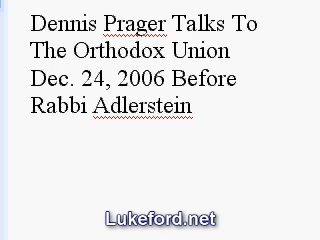 Dennis Prager Talks To
The Orthodox Union
Dec. 24, 2006 Before
Rabbi Adlerstein
Lukeford.net